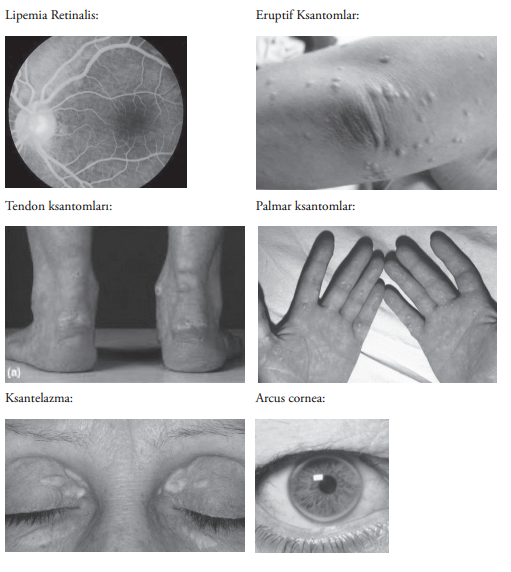 Lipemia Retinalis:
Eruptif Ksantomlar:
Tendon ksantomları:
Palmar ksantomlar:
(a)
Ksantelazma:
Arcus cornea: